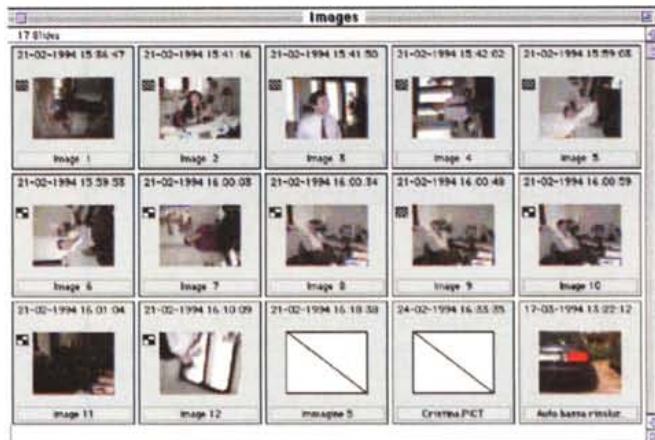 Images
17 Slides
21-02-1994 15:36:47 21-02-1994 15:41:16 21-02-1994 15:41:50 21-02-1994 15:42:02 21-02-1994 15:59:03
Image 1 Image 2 Image 3 Image 4 Image 5
21-02-1994 15:59:53 21-02-1994 16:00:03 21-02-1994 16:00:34 21-02-1994 16:00:48 21-02-1994 16:00:59
Image 6 Image 7 Image 8 Image 9 Image 10
21-02-1994 16:01:04 21-02-1994 16:10:09 21-02-1994 16:18:38 24-02-1994 16:33:35 17-03-1994 13:22:12
Image 11 Image 12 Immagine 5 Cristina.PICT Auto bassa risoluz.